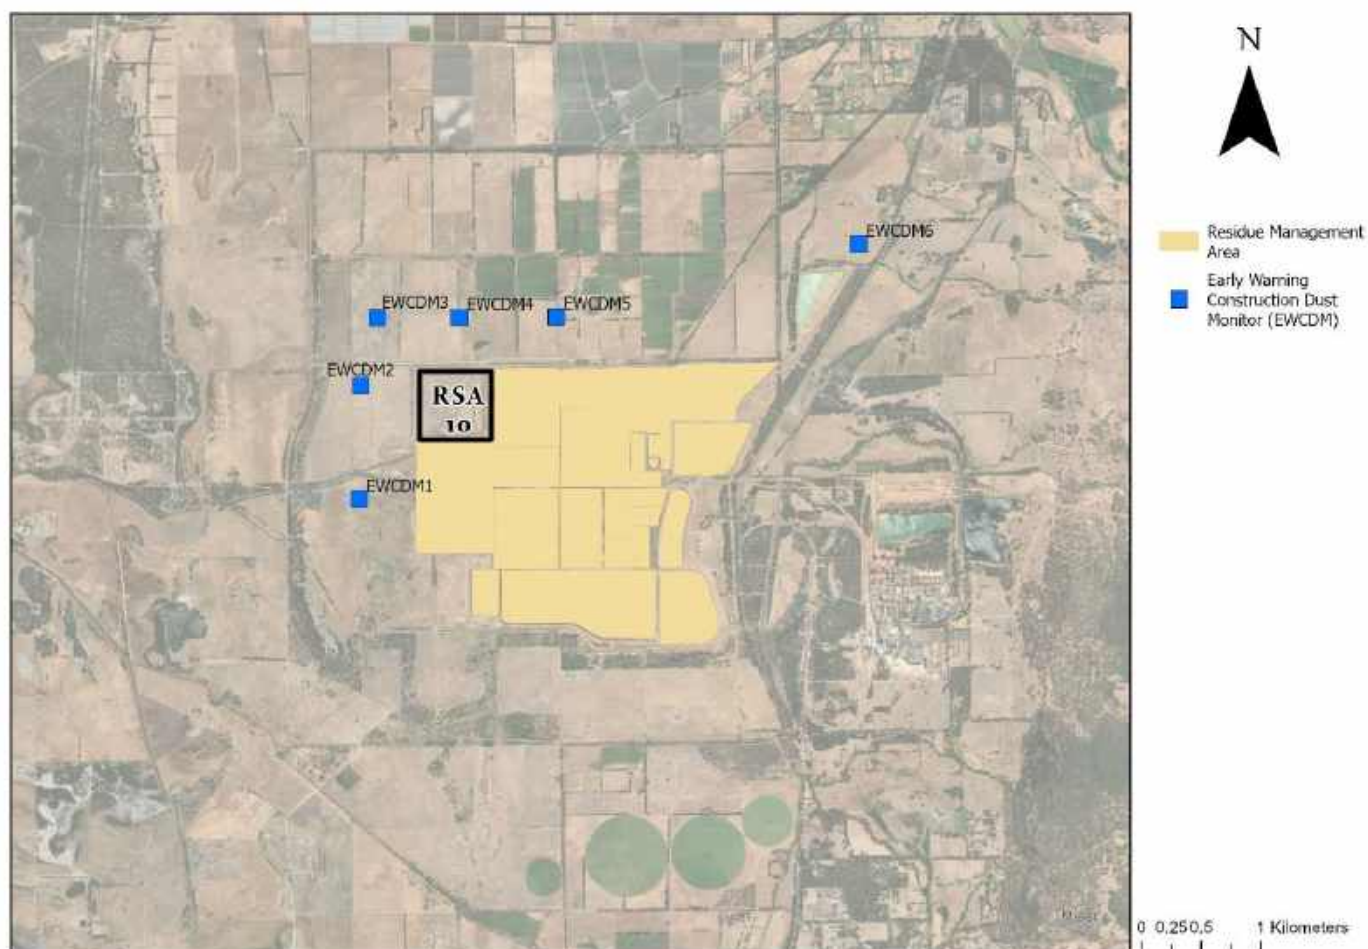 N
EWCDM6
Residue Management
Area
Early Warning
Construction Dust
Monitor (EWCDM)
EWCDM3
EWCDM4
EWCDM5
EWCDM2
RSA
10
EWCDM1
0 0.25 0.5 1 Kilometers